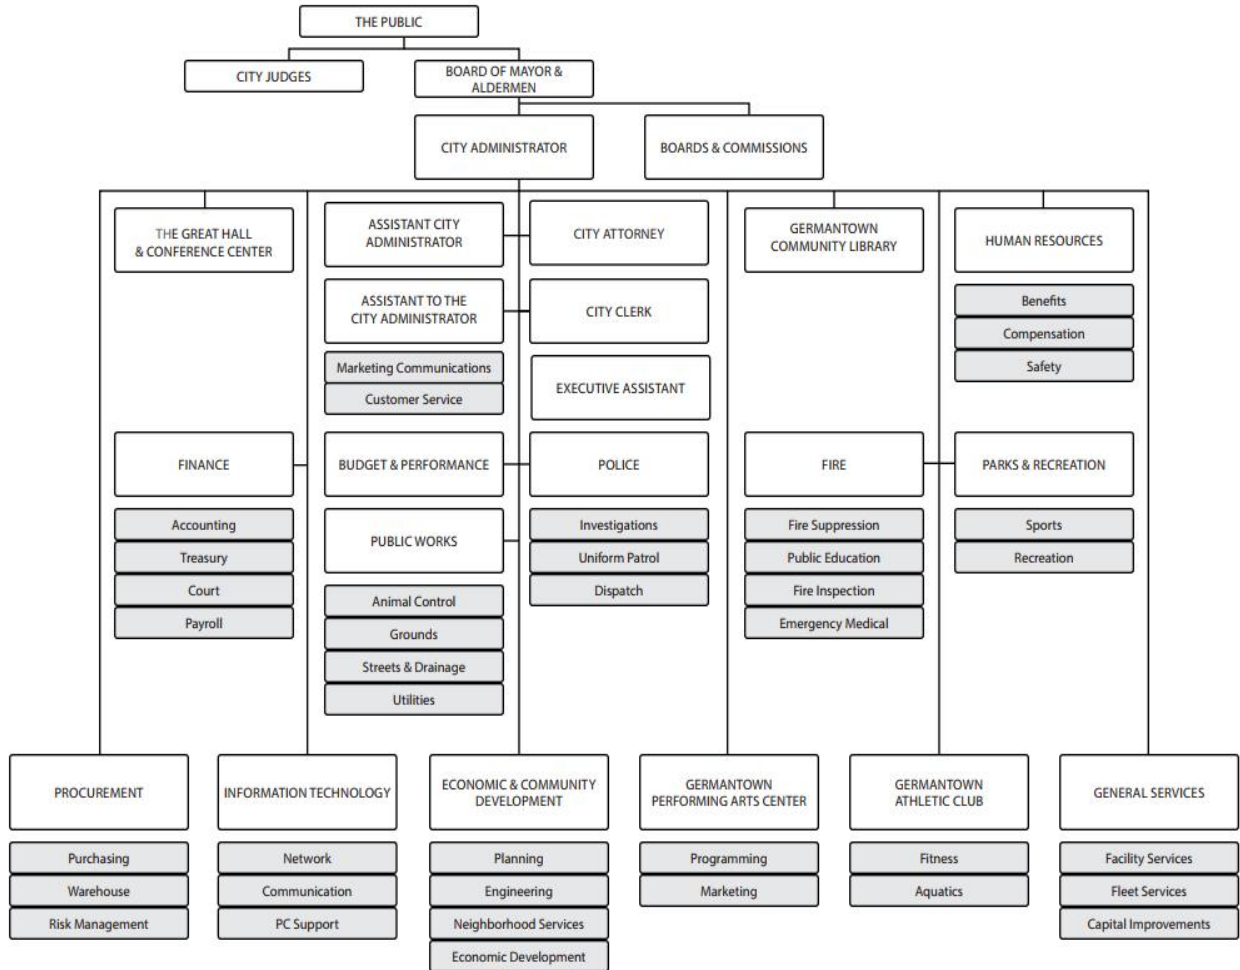 THE PUBLIC
CITY JUDGES
BOARD OF MAYOR &
ALDERMEN
CITY ADMINISTRATOR
BOARDS & COMMISSIONS
THE GREAT HALL
& CONFERENCE CENTER
ASSISTANT CITY
ADMINISTRATOR
CITY ATTORNEY
GERMANTOWN
COMMUNITY LIBRARY
HUMAN RESOURCES
Benefits
Compensation
Safety
ASSISTANT TO THE
CITY ADMINISTRATOR
Marketing Communications
Customer Service
CITY CLERK
EXECUTIVE ASSISTANT
FINANCE
Accounting
Treasury
Court
Payroll
BUDGET & PERFORMANCE
PUBLIC WORKS
Animal Control
Grounds
Streets & Drainage
Utilities
POLICE
Investigations
Uniform Patrol
Dispatch
FIRE
Fire Suppression
Public Education
Fire Inspection
Emergency Medical
PARKS & RECREATION
Sports
Recreation
PROCUREMENT
Purchasing
Warehouse
Risk Management
INFORMATION TECHNOLOGY
Network
Communication
PC Support
ECONOMIC & COMMUNITY
DEVELOPMENT
Planning
Engineering
Neighborhood Services
Economic Development
GERMANTOWN
PERFORMING ARTS CENTER
Programming
Marketing
GERMANTOWN
ATHLETIC CLUB
Fitness
Aquatics
GENERAL SERVICES
Facility Services
Fleet Services
Capital Improvements